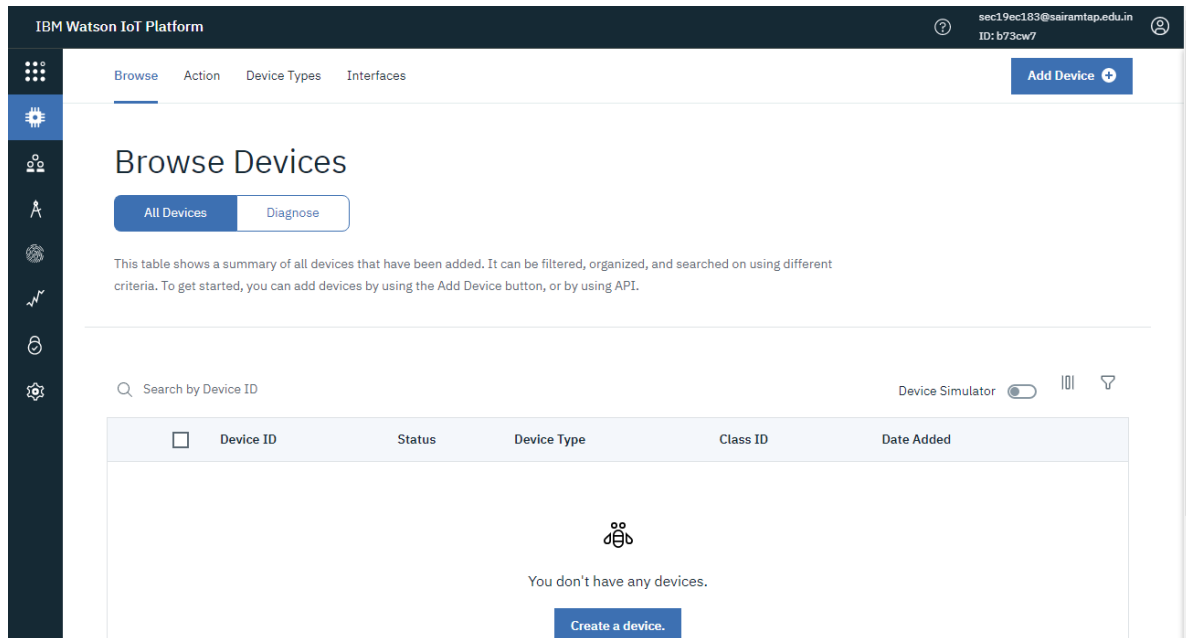 IBM Watson IoT Platform
sec19ec183@sairamtap.edu.in
ID: b73cw7
Browse Action Device Types Interfaces
Add Device
Browse Devices
All Devices Diagnose
This table shows a summary of all devices that have been added. It can be filtered, organized, and searched on using different
criteria. To get started, you can add devices by using the Add Device button, or by using API.
Search by Device ID
Device Simulator
Device ID Status Device Type Class ID Date Added
You don't have any devices.
Create a device.